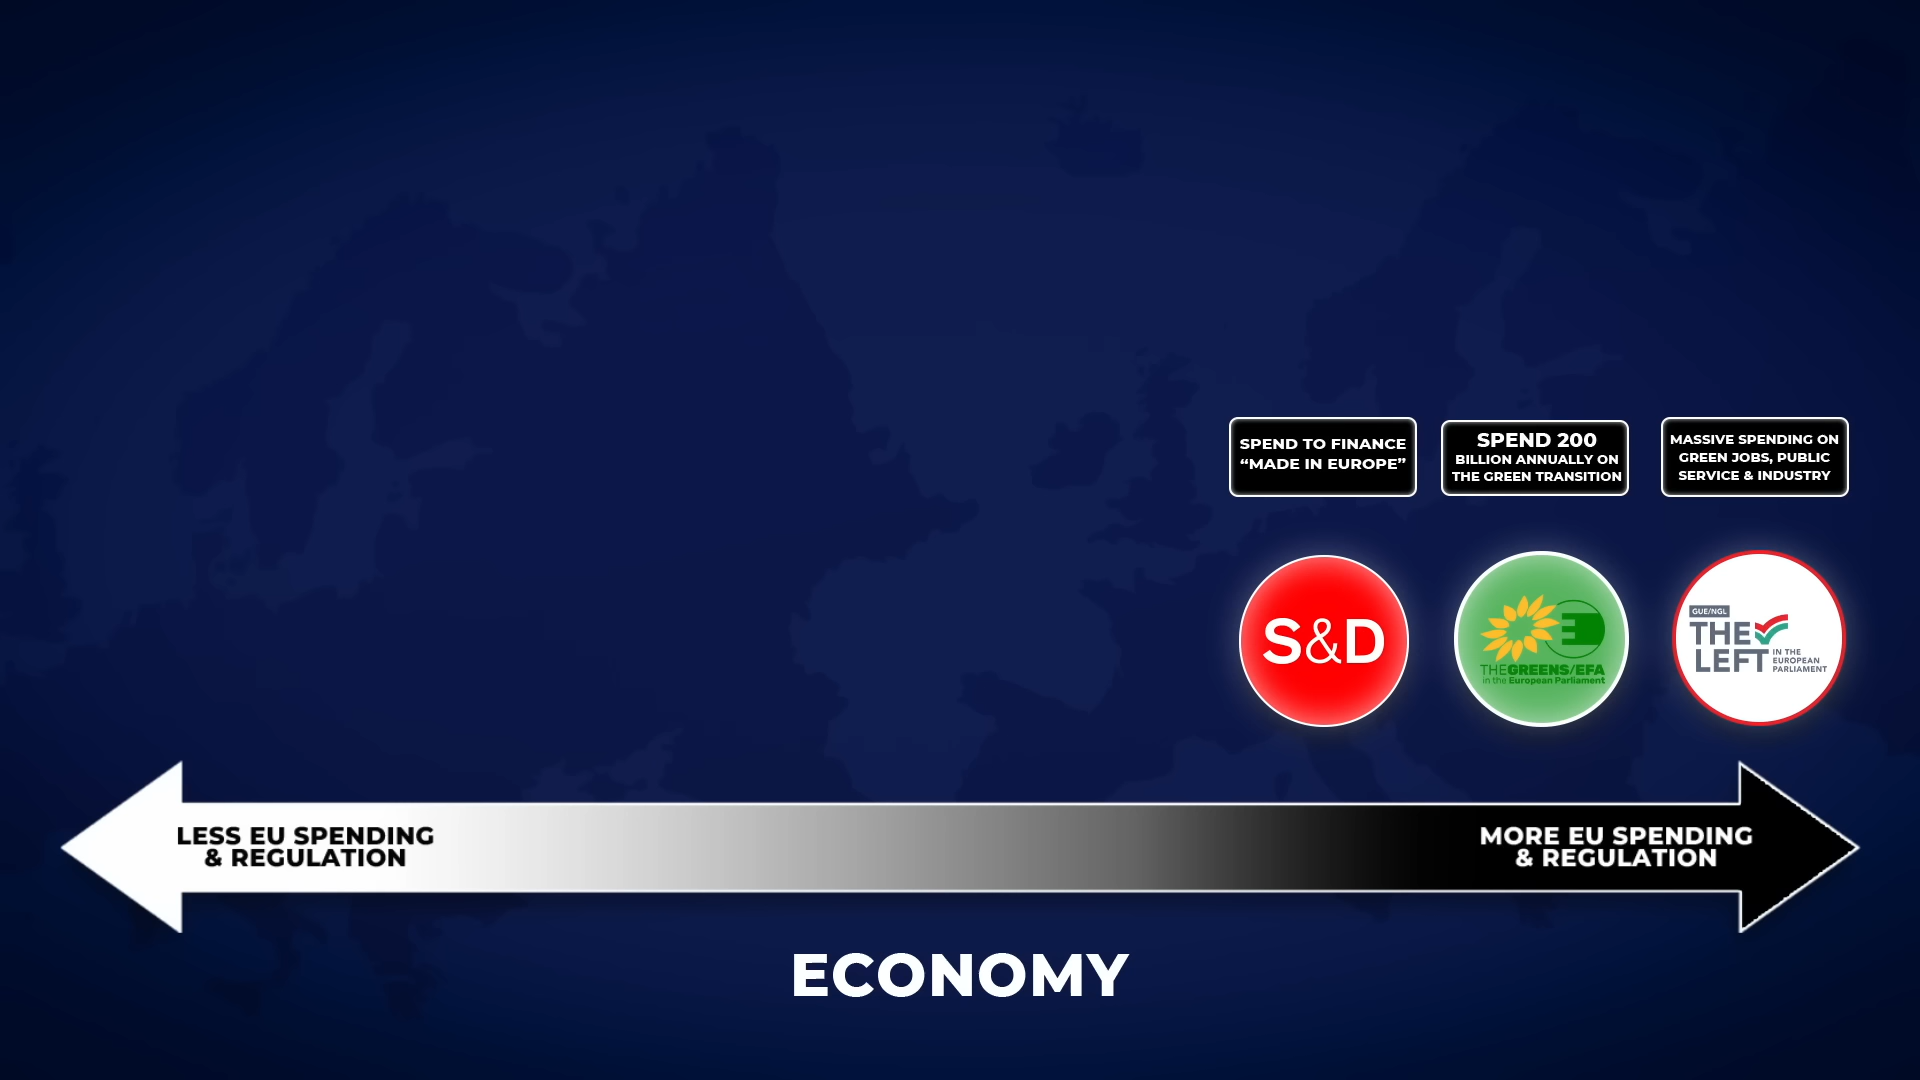 SPEND TO FINANCE
“MADE IN EUROPE”
SPEND 200
BILLION ANNUALLY ON
THE GREEN TRANSITION
MASSIVE SPENDING ON
GREEN JOBS, PUBLIC
SERVICE & INDUSTRY
S&D
THEGREENS/EFA
in the European Parliament
GUE/NGL
THE
LEFT
IN THE
EUROPEAN
PARLIAMENT
LESS EU SPENDING
& REGULATION
MORE EU SPENDING
& REGULATION
ECONOMY